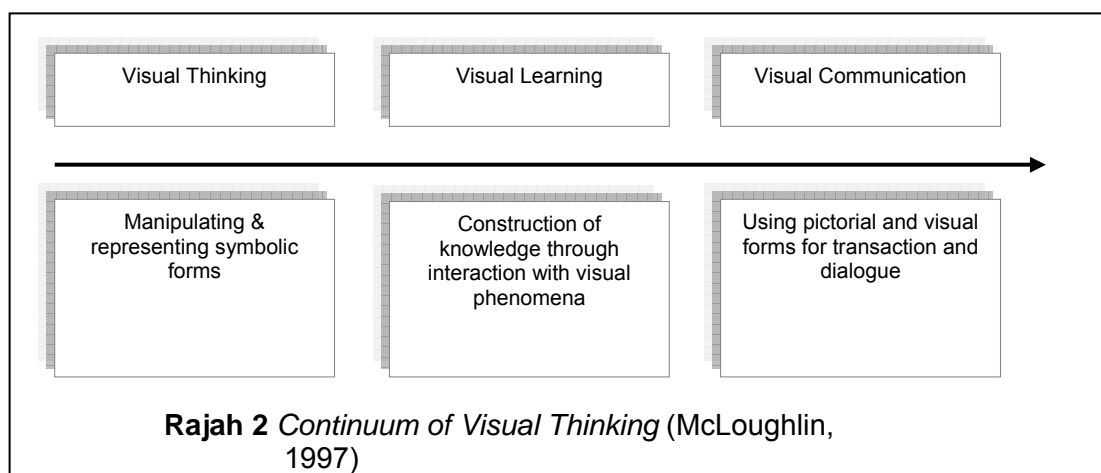 Visual Thinking
Visual Learning
Visual Communication
Manipulating &
representing symbolic
forms
Construction of
knowledge through
interaction with visual
phenomena
Using pictorial and visual
forms for transaction and
dialogue
Rajah 2 Continuum of Visual Thinking (McLoughlin,
1997)